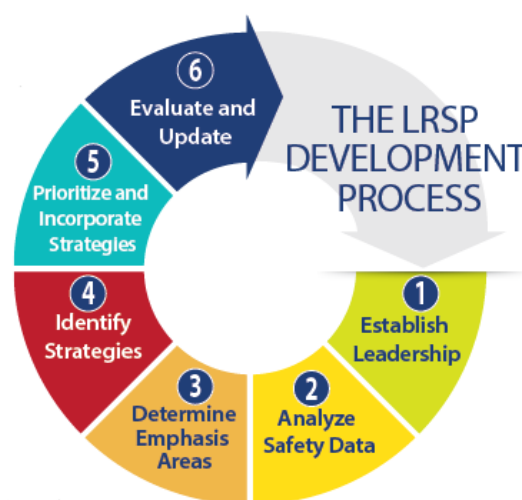 THE LRSP
DEVELOPMENT
PROCESS
1
Establish
Leadership
2
Analyze
Safety Data
3
Determine
Emphasis
Areas
4
Identify
Strategies
5
Prioritize and
Incorporate
Strategies
6
Evaluate and
Update